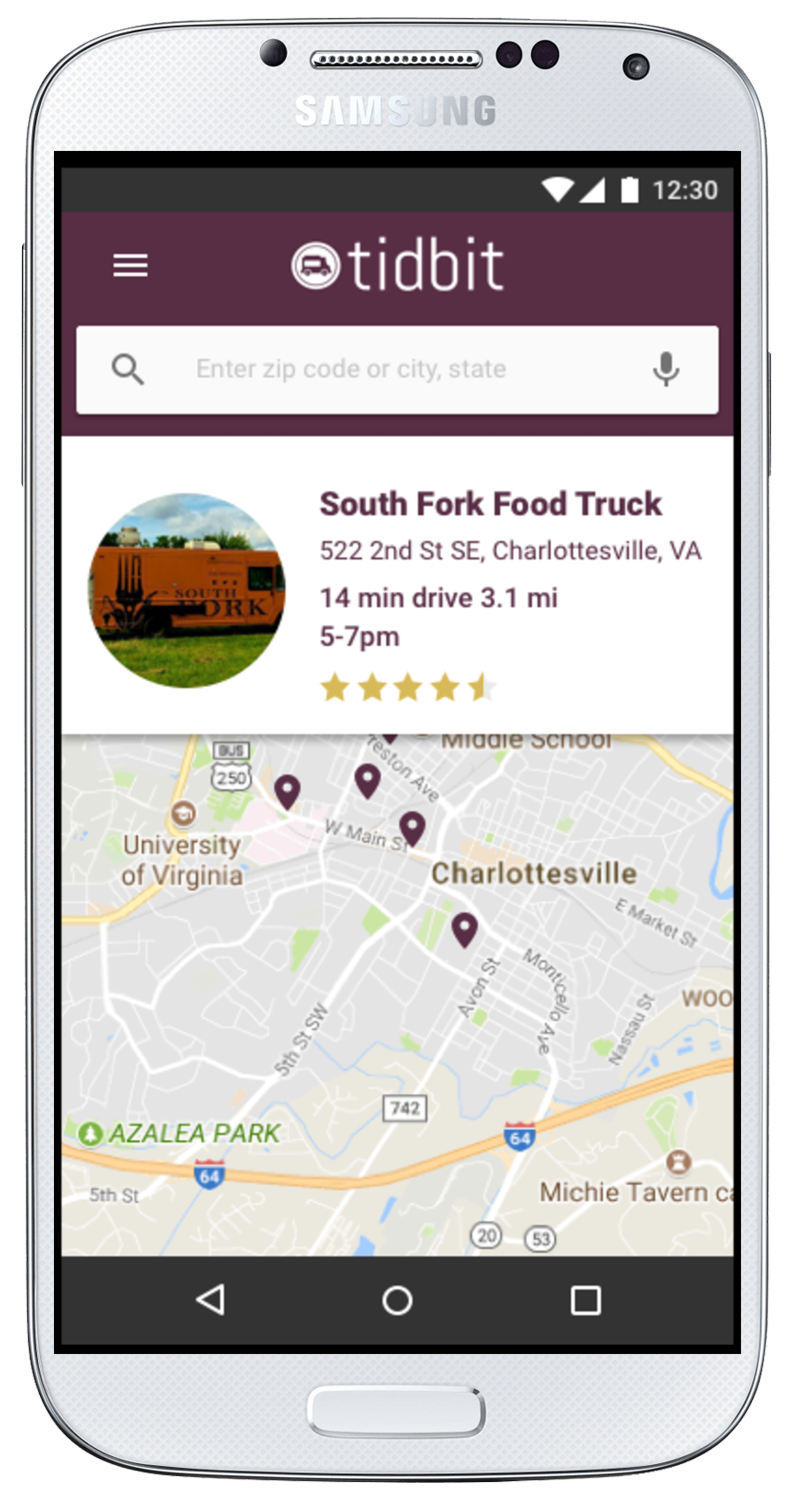 SAMSUNG
12:30
tidbit
Enter zip code or city, state
South Fork Food Truck
522 2nd St SE, Charlottesville, VA
14 min drive 3.1 mi
5-7pm
SOUTH
FORK
Middle School
BUS
250
reston Ave
W Main St
University
of Virginia
Charlottesville
E Market St
Avon St
Monticello Ave
WOO
Nassau St
5th St SW
742
64
AZALEA PARK
64
5th St
Michie Tavern ca
20
53